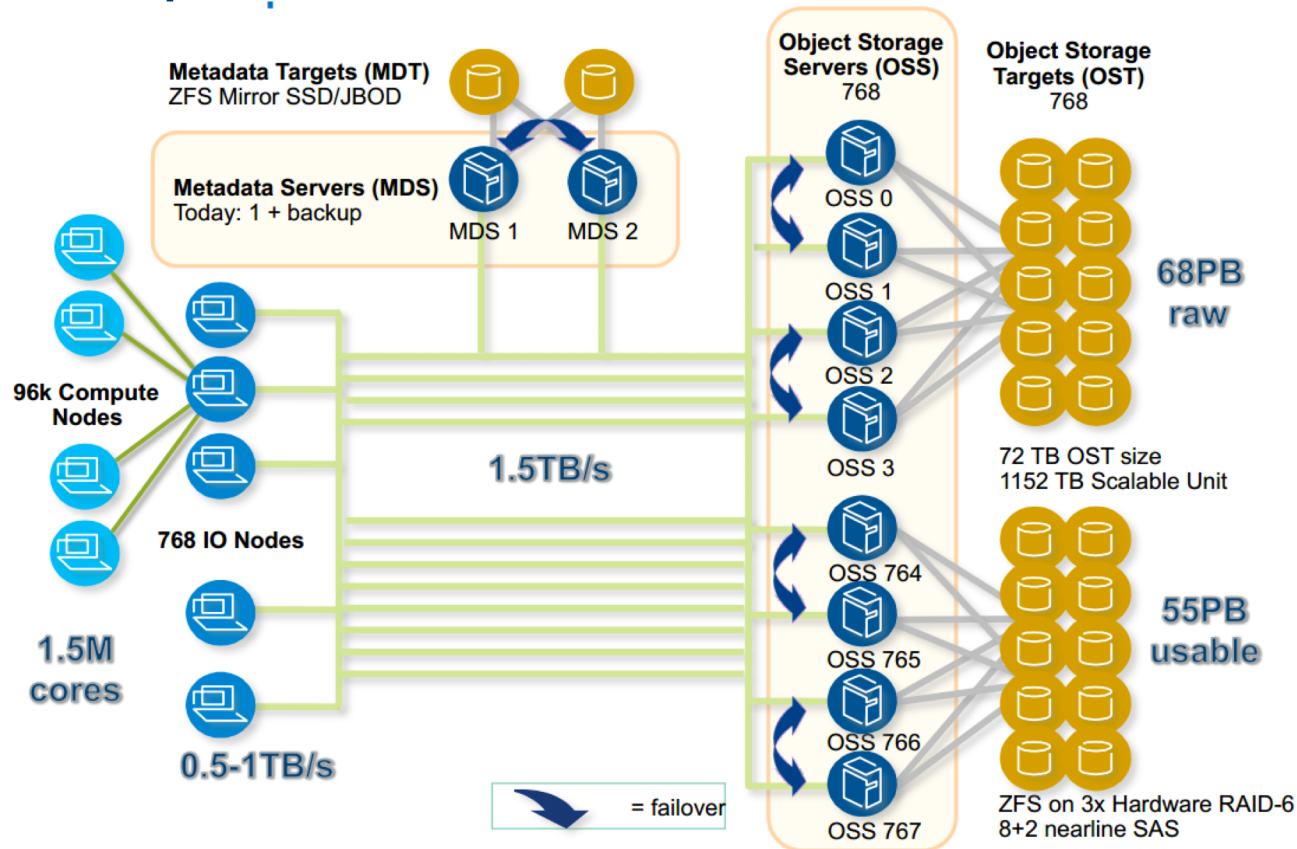 Metadata Targets (MDT)
ZFS Mirror SSD/JBOD
Metadata Servers (MDS)
Today: 1 + backup
MDS 1
MDS 2
Object Storage
Servers (OSS)
768
Object Storage
Targets (OST)
768
OSS 0
OSS 1
OSS 2
OSS 3
OSS 764
OSS 765
OSS 766
OSS 767
68PB
raw
72 TB OST size
1152 TB Scalable Unit
55PB
usable
ZFS on 3x Hardware RAID-6
8+2 nearline SAS
96k Compute
Nodes
768 IO Nodes
1.5TB/s
1.5M
cores
0.5-1TB/s
= failover